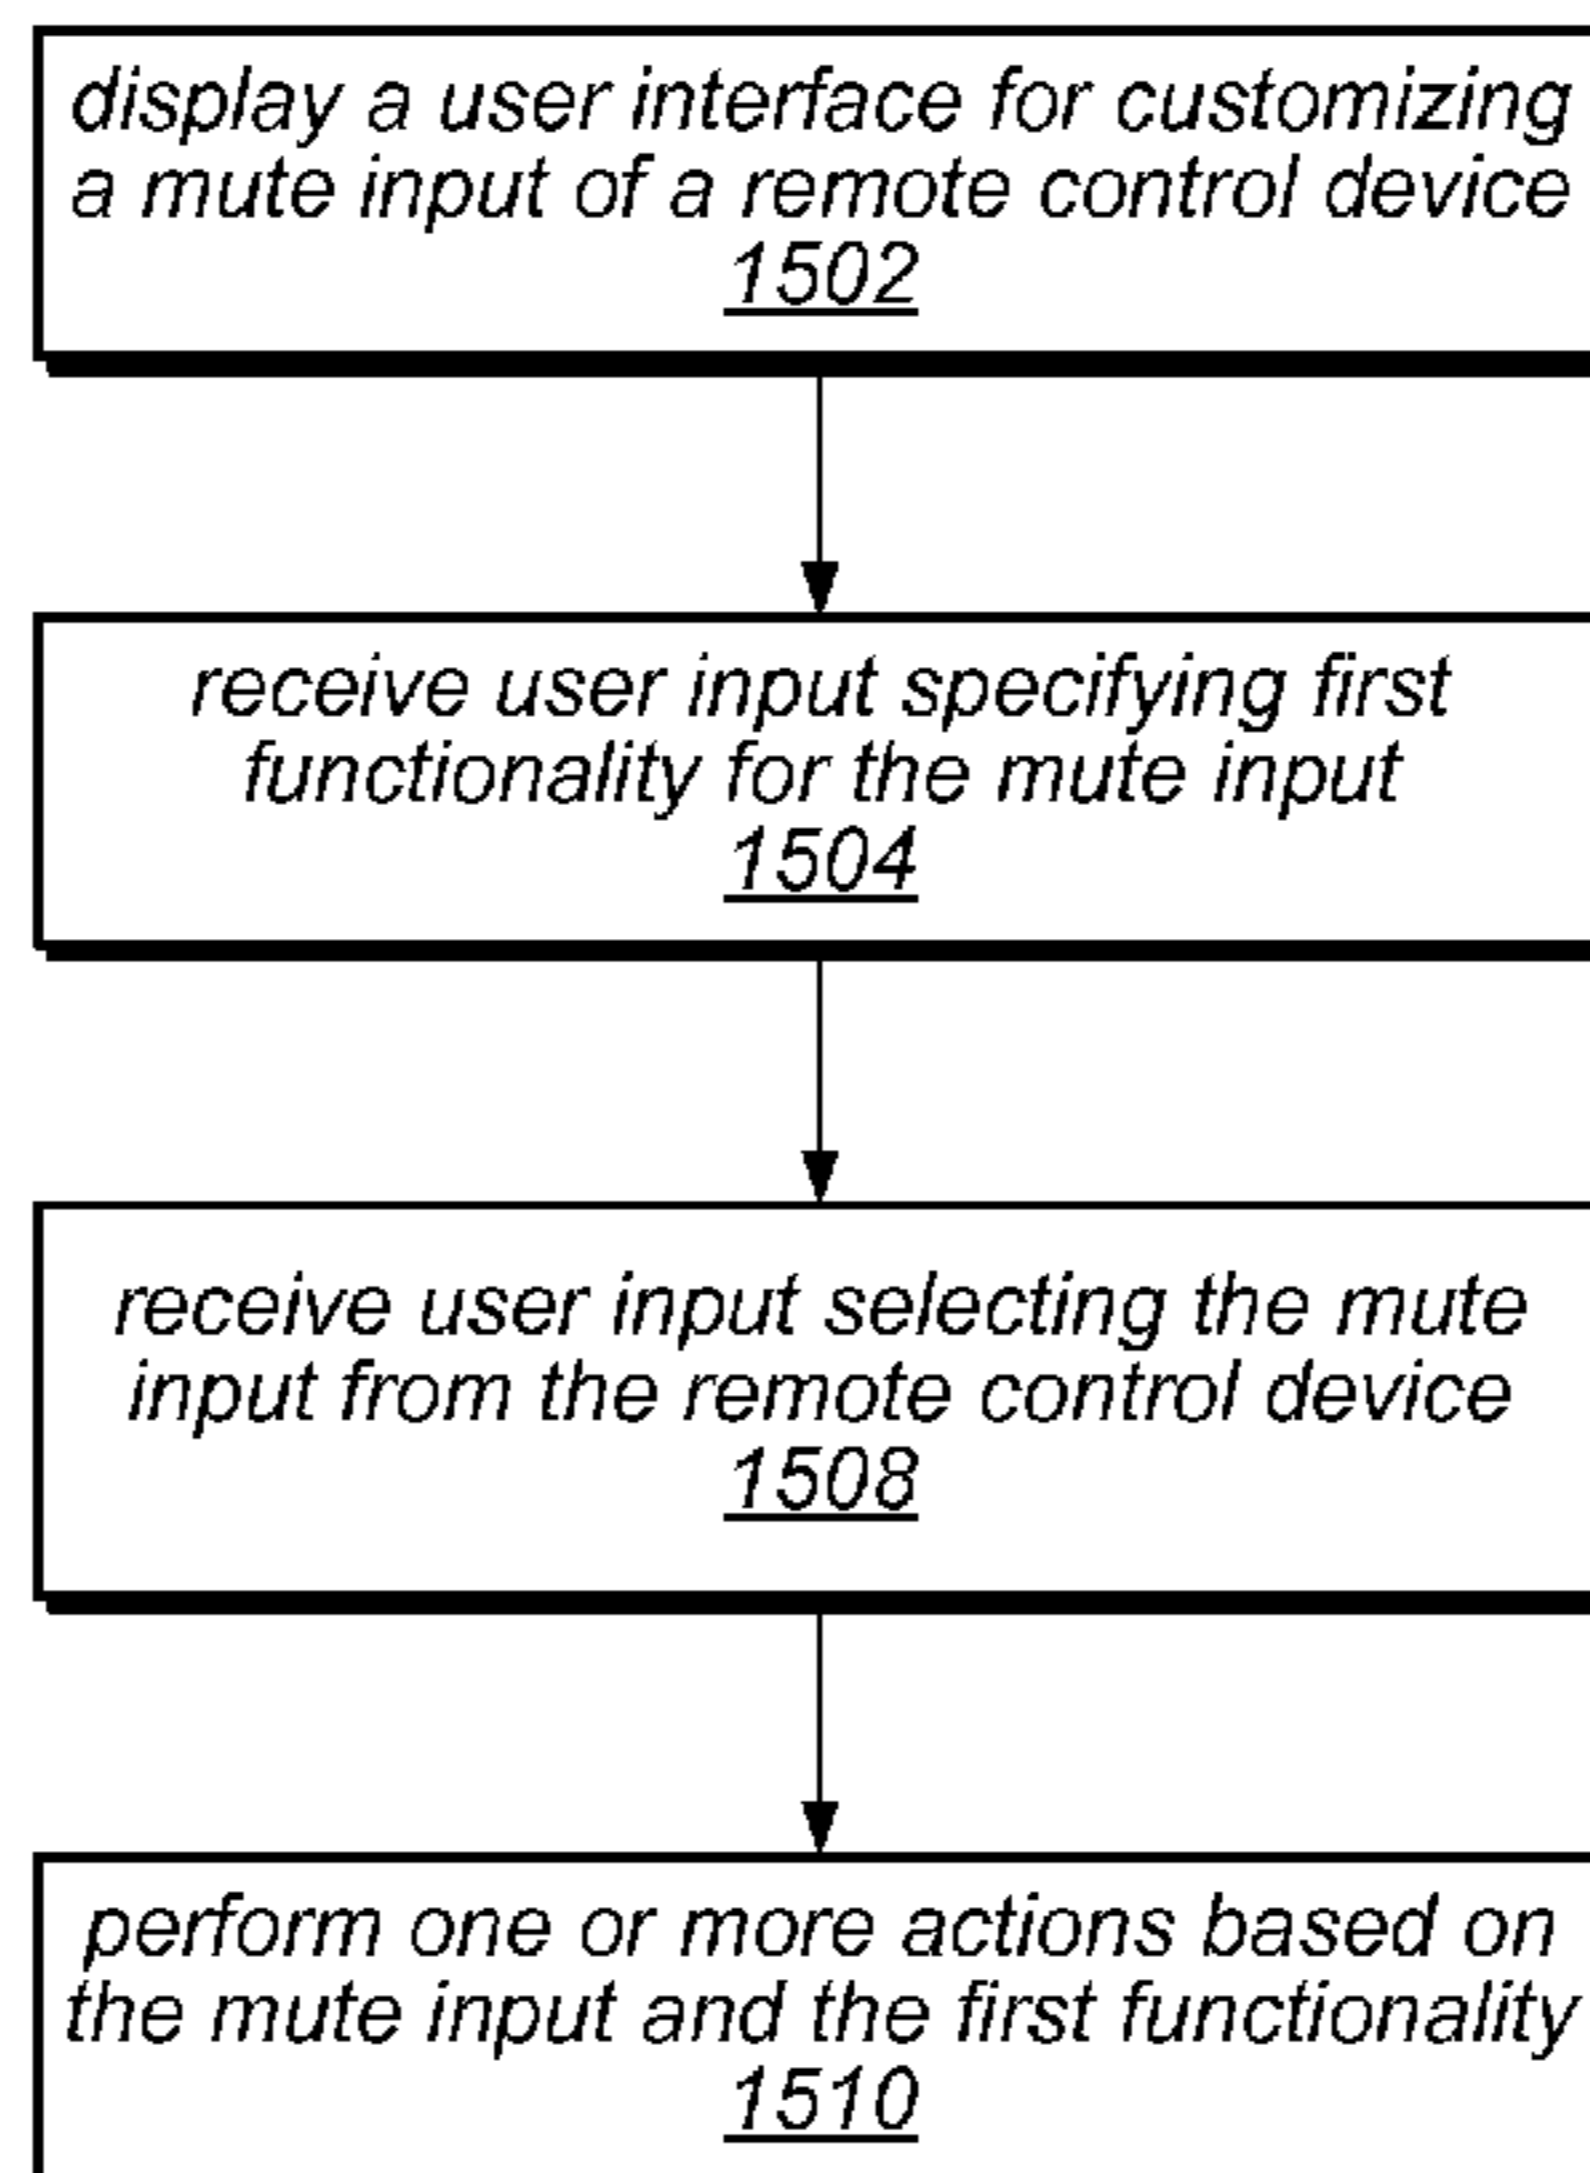 display a user interface for customizing
a mute input of a remote control device
1502
receive user input specifying first
functionality for the mute input
1504
receive user input selecting the mute
input from the remote control device
1508
perform one or more actions based on
the mute input and the first functionality
1510